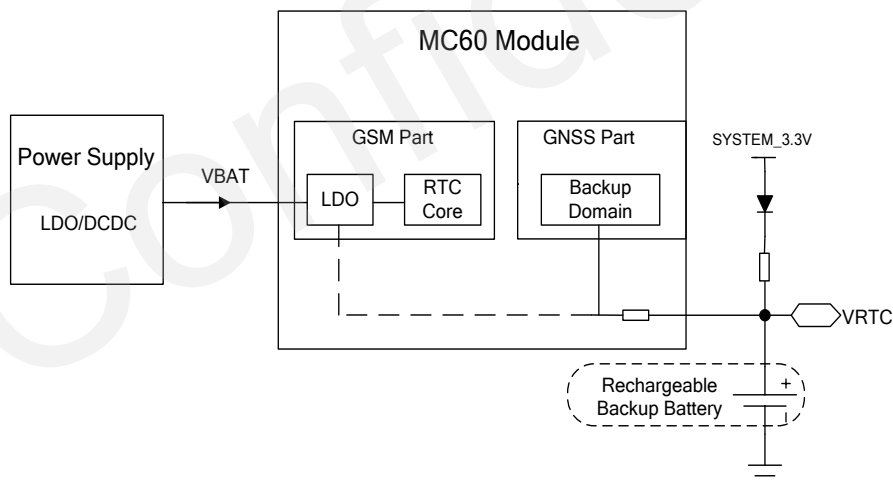 MC60 Module
Power Supply
LDO/DCDC
VBAT
GSM Part
LDO
RTC
Core
GNSS Part
Backup
Domain
SYSTEM_3.3V
VRTC
Rechargeable
Backup Battery
+